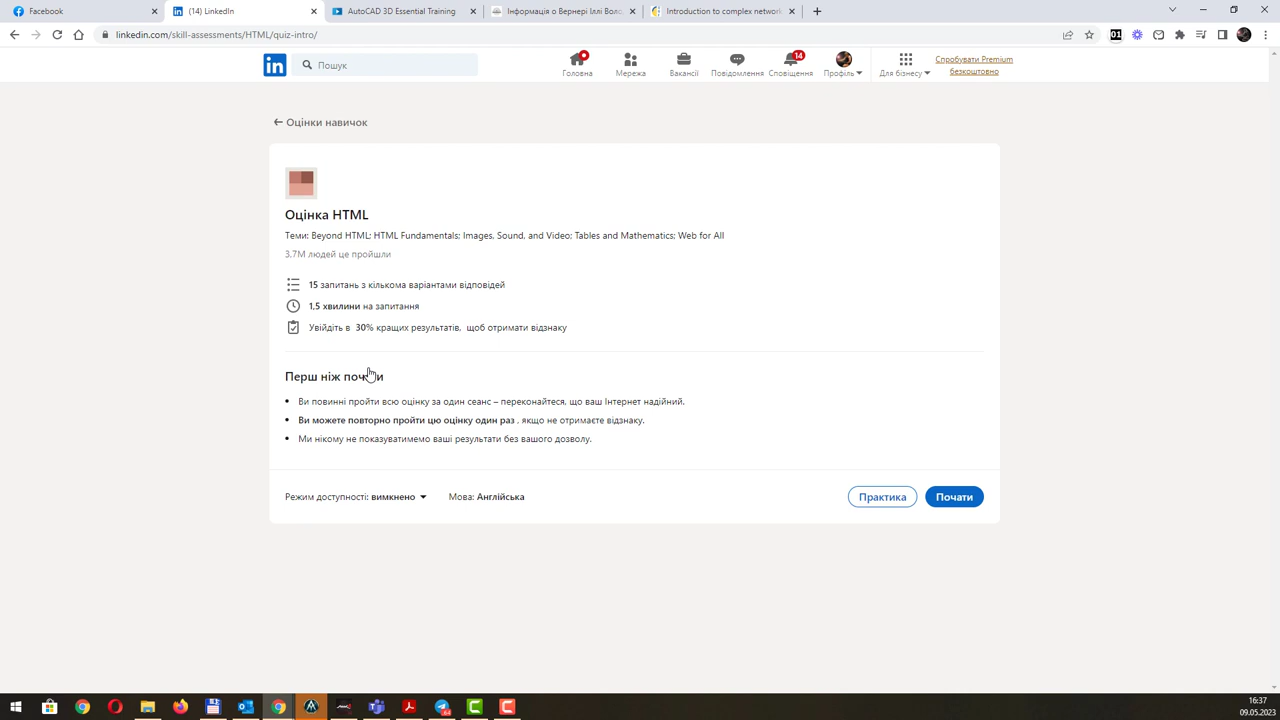 Facebook
(14) LinkedIn
AutoCAD 3D Essential Training
Інформація о Вернері Іллі Воло
Introduction to complex network
linkedin.com/skill-assessments/HTML/quiz-intro/
01
in
Пошук
Головна
Мережа
Вакансії
Повідомлення
14
Сповіщення
Профіль
Для бізнесу
Спробувати Premium
безкоштовно
← Оцінки навичок
Оцінка HTML
Теми: Beyond HTML; HTML Fundamentals; Images, Sound, and Video; Tables and Mathematics; Web for All
3.7M людей це пройшли
15 запитань з кількома варіантами відповідей
1,5 хвилини на запитання
Увійдіть в 30% кращих результатів, щоб отримати відзнаку
Перш ніж почати
Ви повинні пройти всю оцінку за один сеанс – переконайтеся, що ваш Інтернет надійний.
Ви можете повторно пройти цю оцінку один раз , якщо не отримаєте відзнаку.
Ми нікому не показуватимемо ваші результати без вашого дозволу.
Режим доступності: вимкнено
Мова: Англійська
Практика
Почати
16:37
09.05.2023